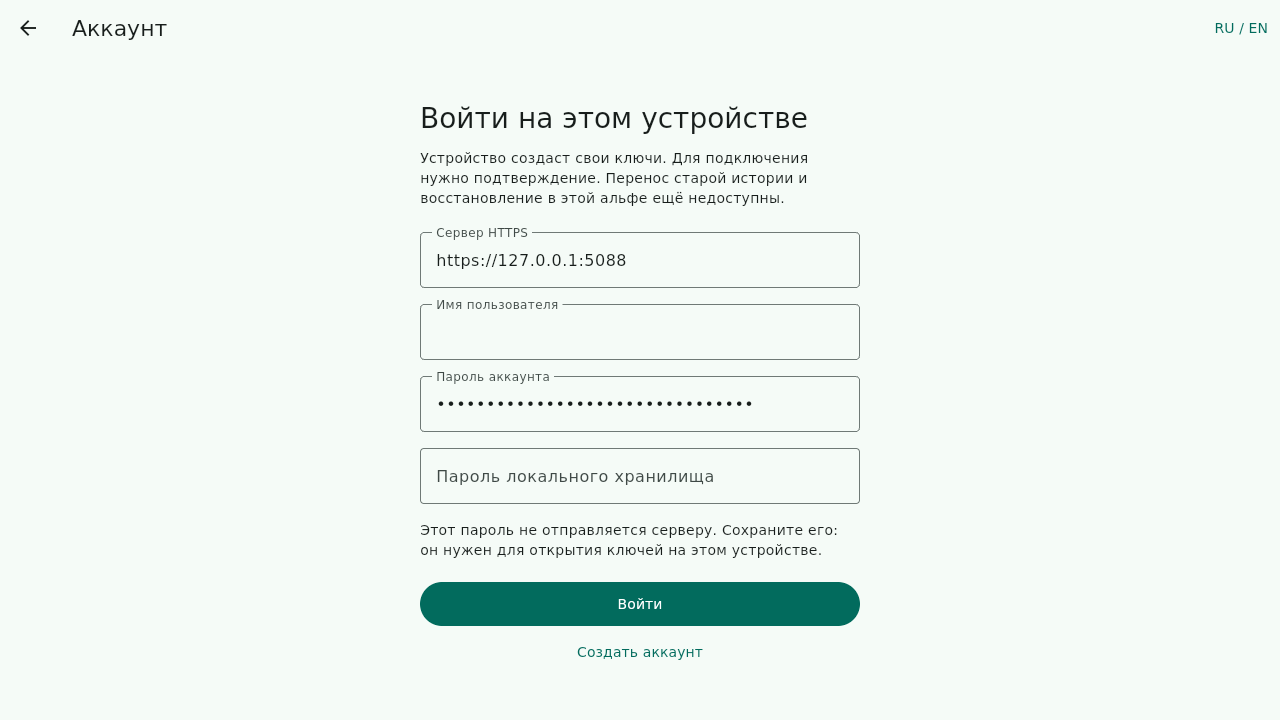 Аккаунт
RU / EN
Войти на этом устройстве
Устройство создаст свои ключи. Для подключения
нужно подтверждение. Перенос старой истории и
восстановление в этой альфе ещё недоступны.
Сервер HTTPS
https://127.0.0.1:5088
Имя пользователя
Пароль аккаунта
••••••••••••••••••••••••••••••••
Пароль локального хранилища
Этот пароль не отправляется серверу. Сохраните его:
он нужен для открытия ключей на этом устройстве.
Войти
Создать аккаунт